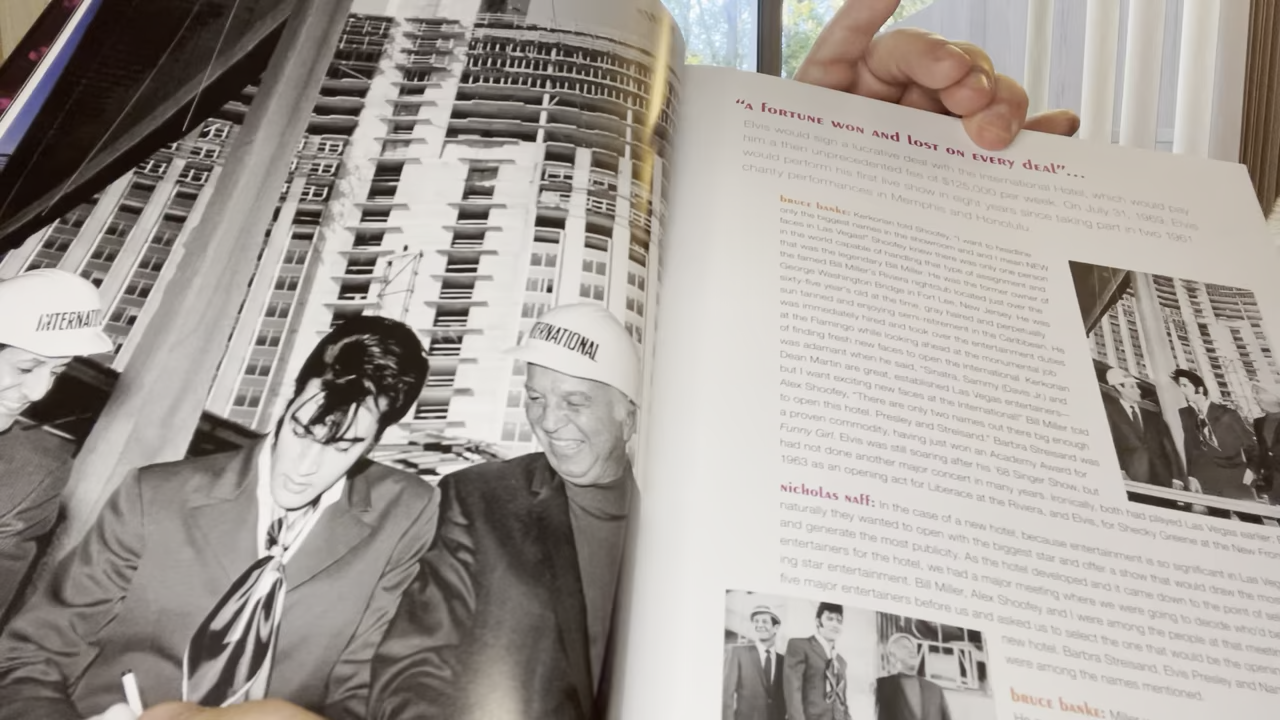 INTERNATIO
ERNATIONAL
"A FORTUNE WON AND LOST ON EVERY DEAL"...
Elvis would sign a lucrative deal with the International Hotel, which would pay
him a then unprecedented fee of $125,000 per week. On July 31, 1969, Elvis
would perform his first live show in eight years since taking part in two 1961
charity performances in Memphis and Honolulu.
BRUCE BANKE: Kerkorian told Shoofey, "I want to headline
only the biggest names in the showroom and and I mean NEW
faces in Las Vegas!" Shoofey knew there was only one person
in the world capable of handling that type of assignment and
that was the legendary Bill Miller. He was the former owner of
the famed Bill Miller's Riviera nightclub located just over the
George Washington Bridge in Fort Lee, New Jersey. He was
sixty-five year's old at the time, gray haired and perpetually
sun tanned and enjoying semi-retirement in the Caribbean. He
was immediately hired and took over the entertainment duties
at the Flamingo while looking ahead at the monumental job
of finding fresh new faces to open the International. Kerkorian
was adamant when he said, "Sinatra, Sammy (Davis Jr.) and
Dean Martin are great, established Las Vegas entertainers—
but I want exciting new faces at the International!" Bill Miller told
Alex Shoofey, "There are only two names out there big enough
to open this hotel. Presley and Streisand." Barbra Streisand was
a proven commodity, having just won an Academy Award for
Funny Girl. Elvis was still soaring after his '68 Singer Show, but
had not done another major concert in many years. Ironically, both had played Las Vegas earlier;
1963 as an opening act for Liberace at the Riviera, and Elvis, for Shecky Greene at the New Fron
NICHOLAS NAFF: In the case of a new hotel, because entertainment is so significant in Las Veg
naturally they wanted to open with the biggest star and offer a show that would draw the mos
and generate the most publicity. As the hotel developed and it came down to the point of se
entertainers for the hotel, we had a major meeting where we were going to decide who'd b
ing star entertainment. Bill Miller, Alex Shoofey and I were among the people at that meetin
five major entertainers before us and asked us to select the one that would be the openin
new hotel. Barbra Streisand, Elvis Presley and Na
were among the names mentioned.
BRUCE BANKE: Miller
He